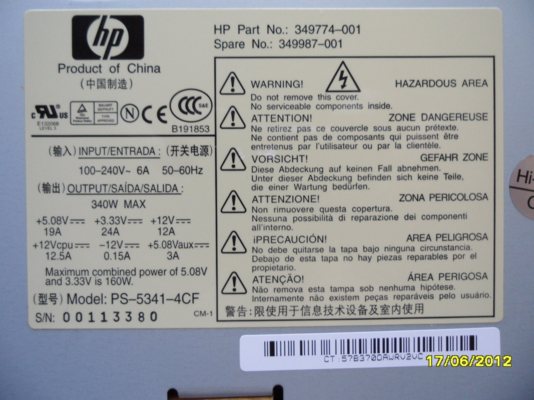 hp
Product of China
(中国制造)
HP Part No.: 349774-001
Spare No.: 349987-001
c UL US
E133068
LEVEL 3
N
CE
CCC
S&E
B191853
(输入) INPUT/ENTRADA: (开关电源)
100-240V~ 6A 50-60Hz
(输出) OUTPUT/SAÍDA/SALIDA:
340W MAX
+5.08V +3.33V +12V
19A 24A 12A
+12Vcpu -12V +5.08Vaux
12.5A 0.15A 3A
Maximum combined power of 5.08V
and 3.33V is 160W.
(型号) Model: PS-5341-4CF
S/N: 00113380
CM-1
WARNING! HAZARDOUS AREA
Do not remove this cover.
No serviceable components inside.
ATTENTION! ZONE DANGEREUSE
Ne retirez pas ce couvercle sous aucun prétexte.
Ne contient pas de composants qui puissent être
entretenus par l'utilisateur ou par la clientèle.
VORSICHT! GEFAHR ZONE
Diese Abdeckung auf keinen Fall abnehmen.
Unter dieser Abdeckung befinden sich keine Teile,
die einer Wartung bedürfen.
ATTENZIONE! ZONA PERICOLOSA
Non rimuovere questa copertura.
Nessuna possibilità di riparazione dei componenti
all'interno.
¡PRECAUCIÓN! AREA PELIGROSA
No debe quitarse la tapa bajo ninguna circunstancia.
Debajo de esta tapa no hay piezas reparables por el
propietario.
ATENÇÃO! ÁREA PERIGOSA
Não remova esta tampa sob nenhuma hipótese.
Internamente não existem peças reparáveis pelo usuário.
警告: 限使用于信息技术设备及室内使用
Hi-
CT:57B370DAWRV2VC
17/06/2012